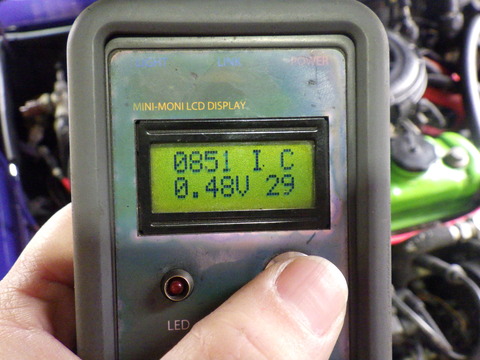 LINK
POWER
MINI-MONI LCD DISPLAY
0851 I C
0.48V 29
LED